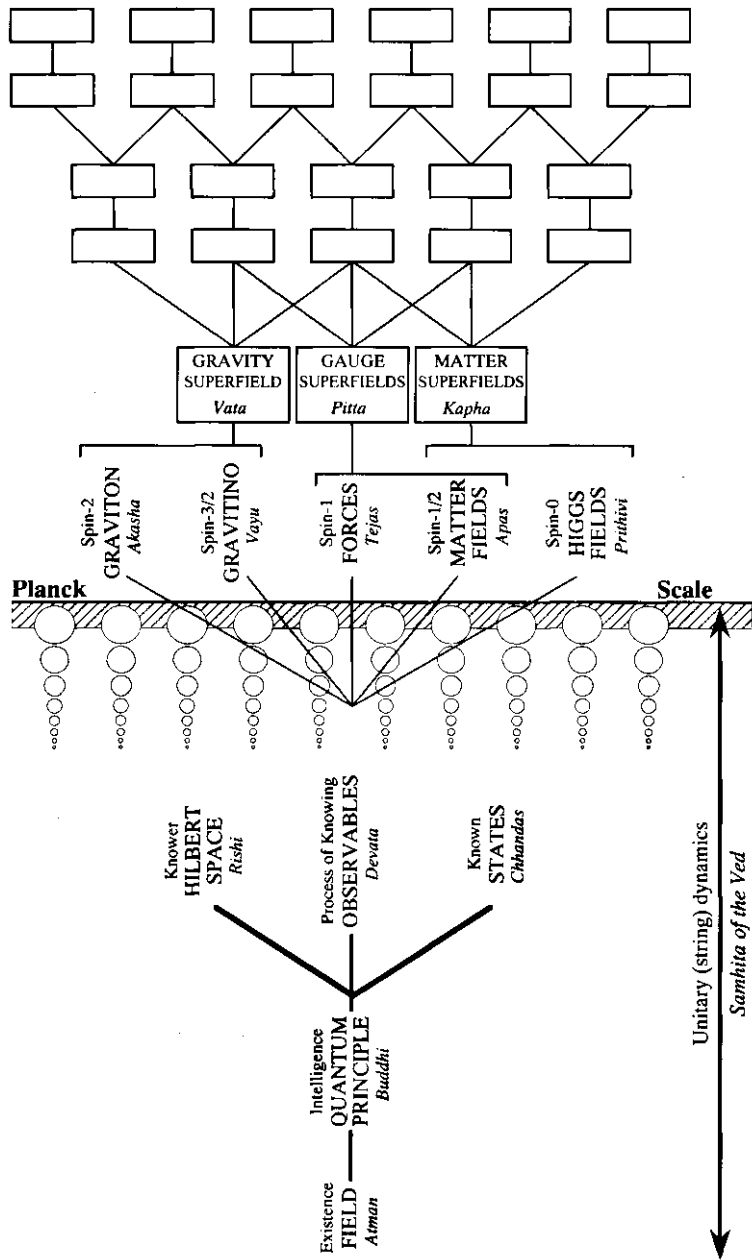 GRAVITY
SUPERFIELD
Vata
GAUGE
SUPERFIELDS
Pitta
MATTER
SUPERFIELDS
Kapha
Spin-2
GRAVITON
Akasha
Spin-3/2
GRAVITINO
Vayu
Spin-1
FORCES
Tejas
Spin-1/2
MATTER
FIELDS
Apas
Spin-0
HIGGS
FIELDS
Prithivi
Planck
Scale
Knower
HILBERT
SPACE
Rishi
Process of Knowing
OBSERVABLES
Devata
Known
STATES
Chhandas
Unitary (string) dynamics
Samhita of the Ved
Intelligence
QUANTUM
PRINCIPLE
Buddhi
Existence
FIELD
Atman